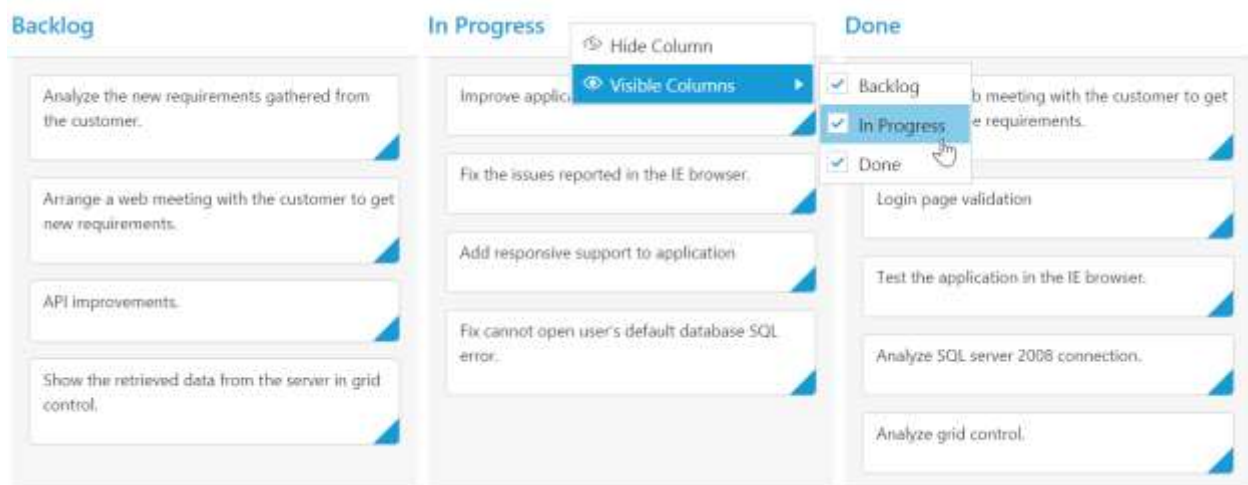 Backlog
Analyze the new requirements gathered from
the customer.
Arrange a web meeting with the customer to get
new requirements.
API improvements.
Show the retrieved data from the server in grid
control.
In Progress
Hide Column
Visible Columns
Backlog
In Progress
Done
Improve
Fix the issues reported in the IE browser.
Add responsive support to application
Fix cannot open user's default database SQL
error.
Done
meeting with the customer to get
requirements.
Login page validation
Test the application in the IE browser.
Analyze SQL server 2008 connection.
Analyze grid control.